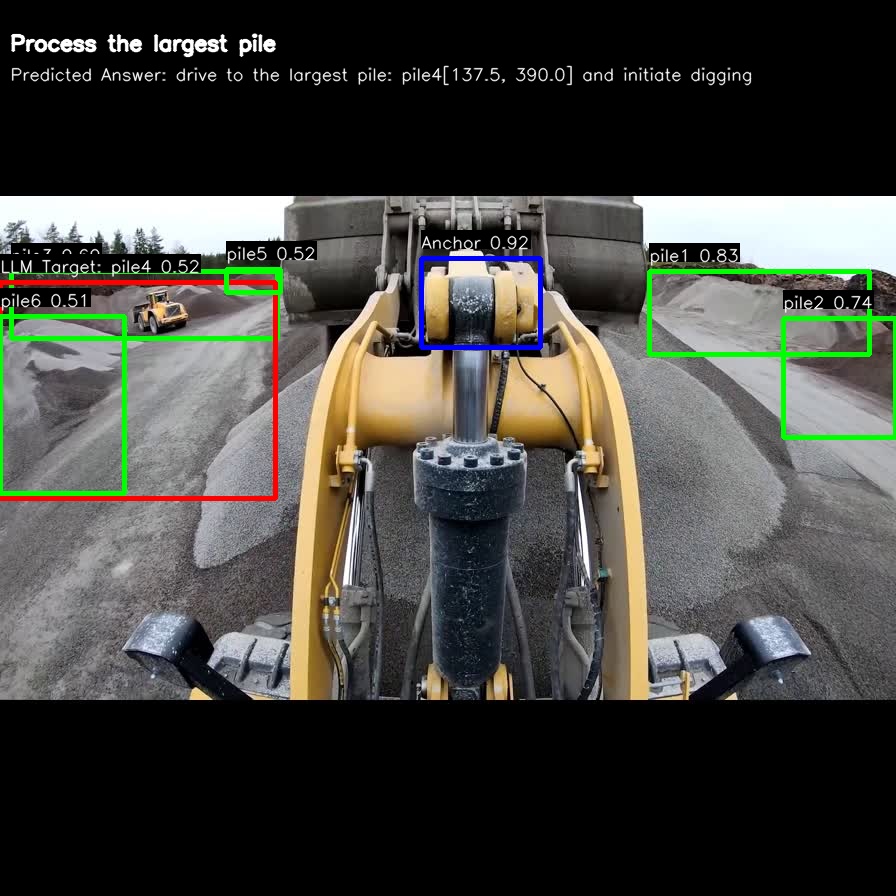 Process the largest pile
Predicted Answer: drive to the largest pile: pile4[137.5, 390.0] and initiate digging
Anchor 0.92
pile5 0.52
pile1 0.83
LLM Target: pile4 0.52
pile6 0.51
pile2 0.74